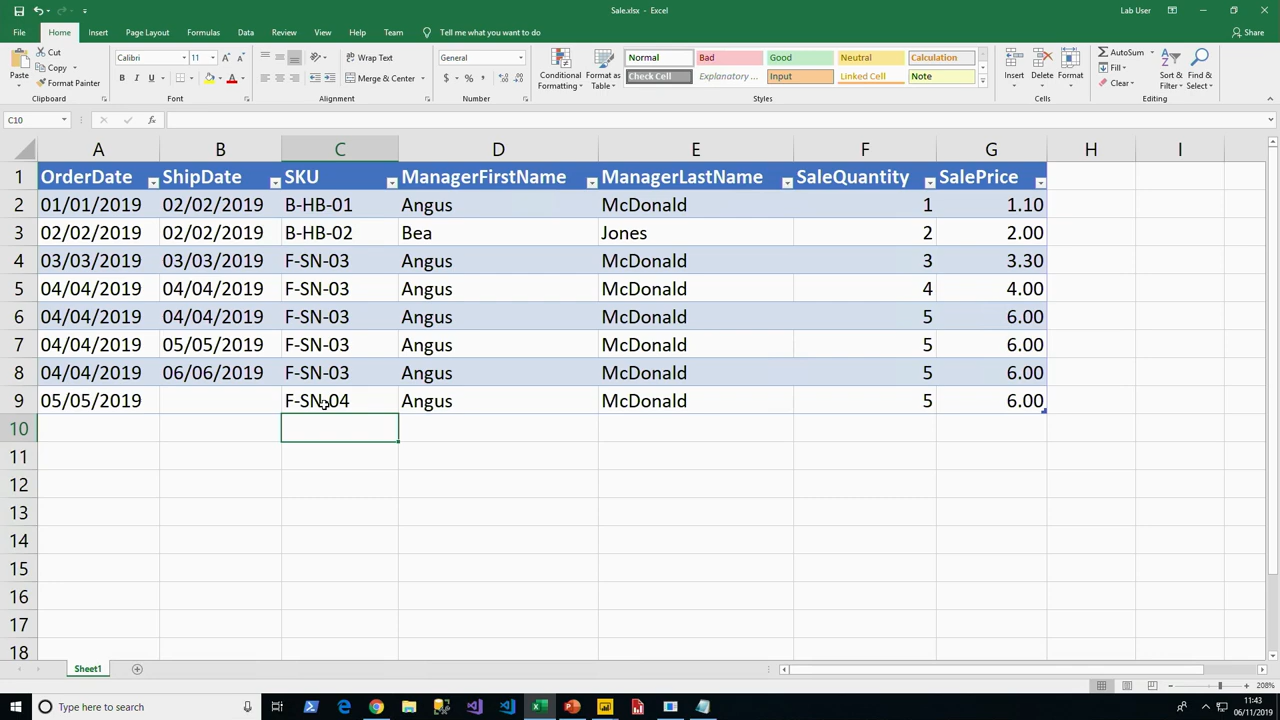 Sale.xlsx - Excel
Lab User
File Home Insert Page Layout Formulas Data Review View Help Team Tell me what you want to do
Share
Paste
Cut
Copy
Format Painter
Clipboard
Calibri 11
B I U
Font
Wrap Text
Merge & Center
Alignment
General
$ % ,
Number
Conditional Formatting
Format as Table
Normal Bad Good Neutral Calculation
Check Cell Explanatory ... Input Linked Cell Note
Styles
Insert Delete Format
Cells
AutoSum
Fill
Clear
Sort & Filter
Find & Select
Editing
C10
fx
A B C D E F G H I
1 OrderDate ShipDate SKU ManagerFirstName ManagerLastName SaleQuantity SalePrice
2 01/01/2019 02/02/2019 B-HB-01 Angus McDonald 1 1.10
3 02/02/2019 02/02/2019 B-HB-02 Bea Jones 2 2.00
4 03/03/2019 03/03/2019 F-SN-03 Angus McDonald 3 3.30
5 04/04/2019 04/04/2019 F-SN-03 Angus McDonald 4 4.00
6 04/04/2019 04/04/2019 F-SN-03 Angus McDonald 5 6.00
7 04/04/2019 05/05/2019 F-SN-03 Angus McDonald 5 6.00
8 04/04/2019 06/06/2019 F-SN-03 Angus McDonald 5 6.00
9 05/05/2019 F-SN-04 Angus McDonald 5 6.00
10
11
12
13
14
15
16
17
18
Sheet1
208%
Type here to search
11:43
06/11/2019